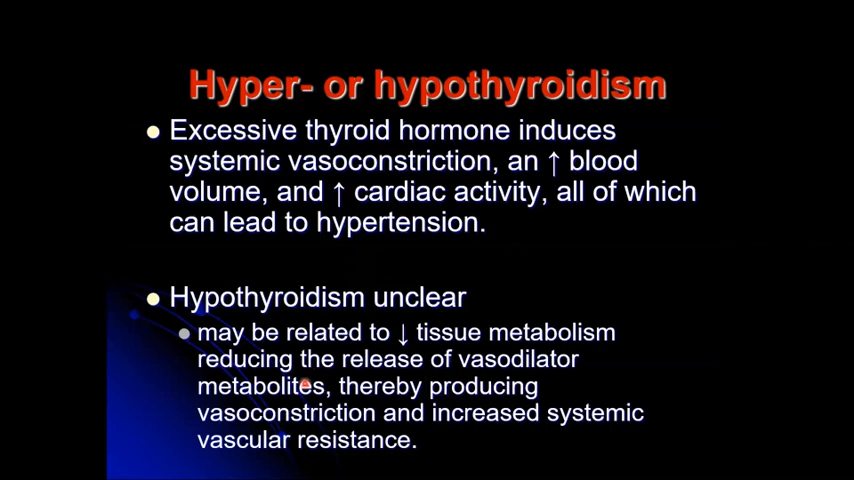 Hyper- or hypothyroidism
Excessive thyroid hormone induces
systemic vasoconstriction, an ↑ blood
volume, and ↑ cardiac activity, all of which
can lead to hypertension.
Hypothyroidism unclear
may be related to ↓ tissue metabolism
reducing the release of vasodilator
metabolites, thereby producing
vasoconstriction and increased systemic
vascular resistance.